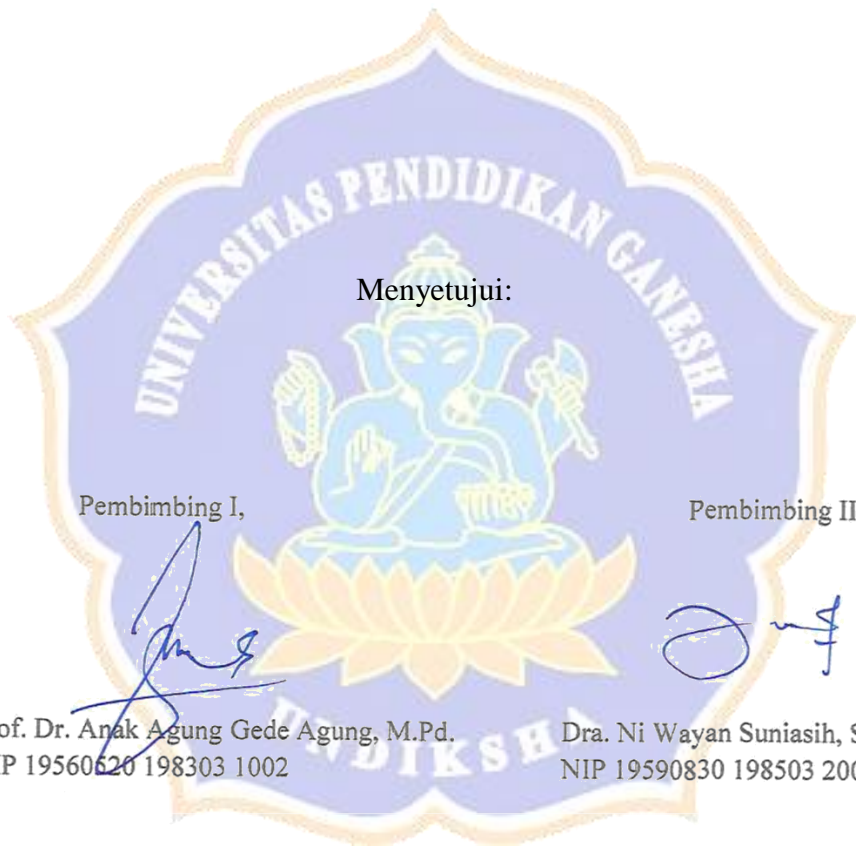 UNIVERSITAS PENDIDIKAN GANESHA
Menyetujui:
Pembimbing I,
Pembimbing II
of. Dr. Anak Agung Gede Agung, M.Pd.
P 19560620 198303 1002
Dra. Ni Wayan Suniasih, S
NIP 19590830 198503 200
UNDIKSHA